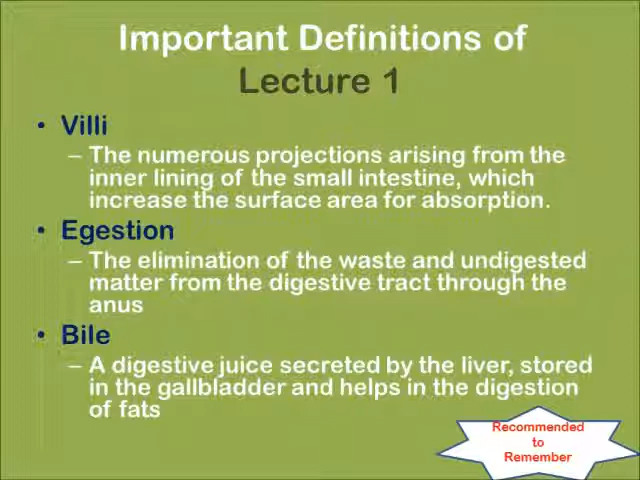 Important Definitions of
Lecture 1
• Villi
– The numerous projections arising from the
inner lining of the small intestine, which
increase the surface area for absorption.
• Egestion
– The elimination of the waste and undigested
matter from the digestive tract through the
anus
• Bile
– A digestive juice secreted by the liver, stored
in the gallbladder and helps in the digestion
of fats
Recommended
to
Remember